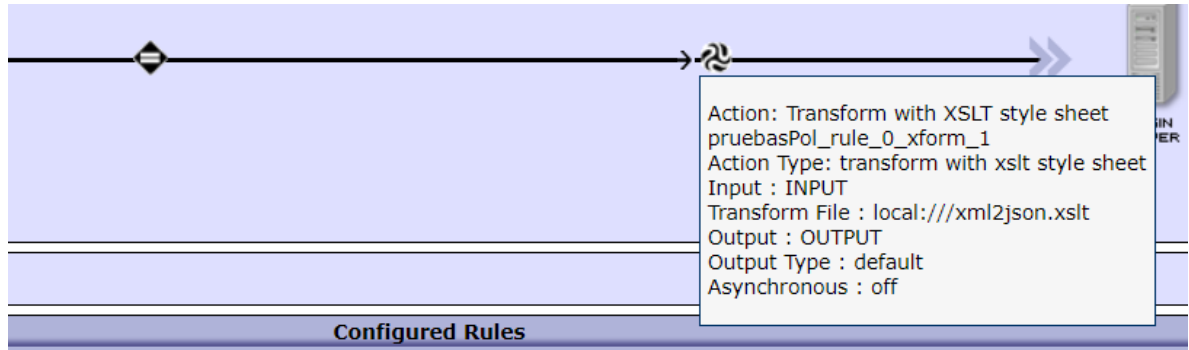 Action: Transform with XSLT style sheet
pruebasPol_rule_0_xform_1
Action Type: transform with xslt style sheet
Input : INPUT
Transform File : local:///xml2json.xslt
Output : OUTPUT
Output Type : default
Asynchronous : off
Configured Rules